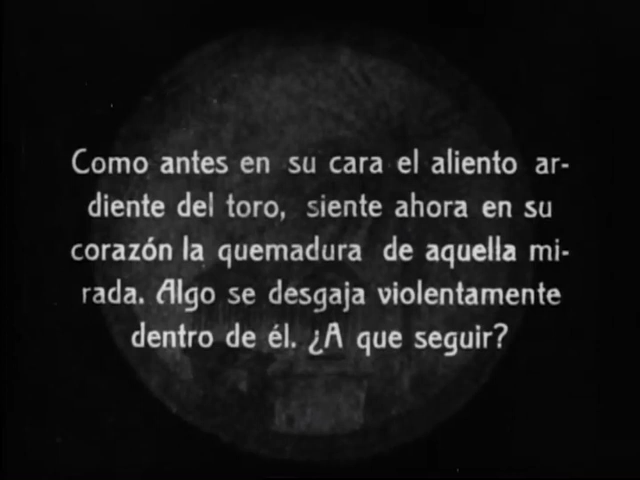 Como antes en su cara el aliento ar-
diente del toro, siente ahora en su
corazón la quemadura de aquella mi-
rada. Algo se desgaja violentamente
dentro de él. ¿A que seguir?